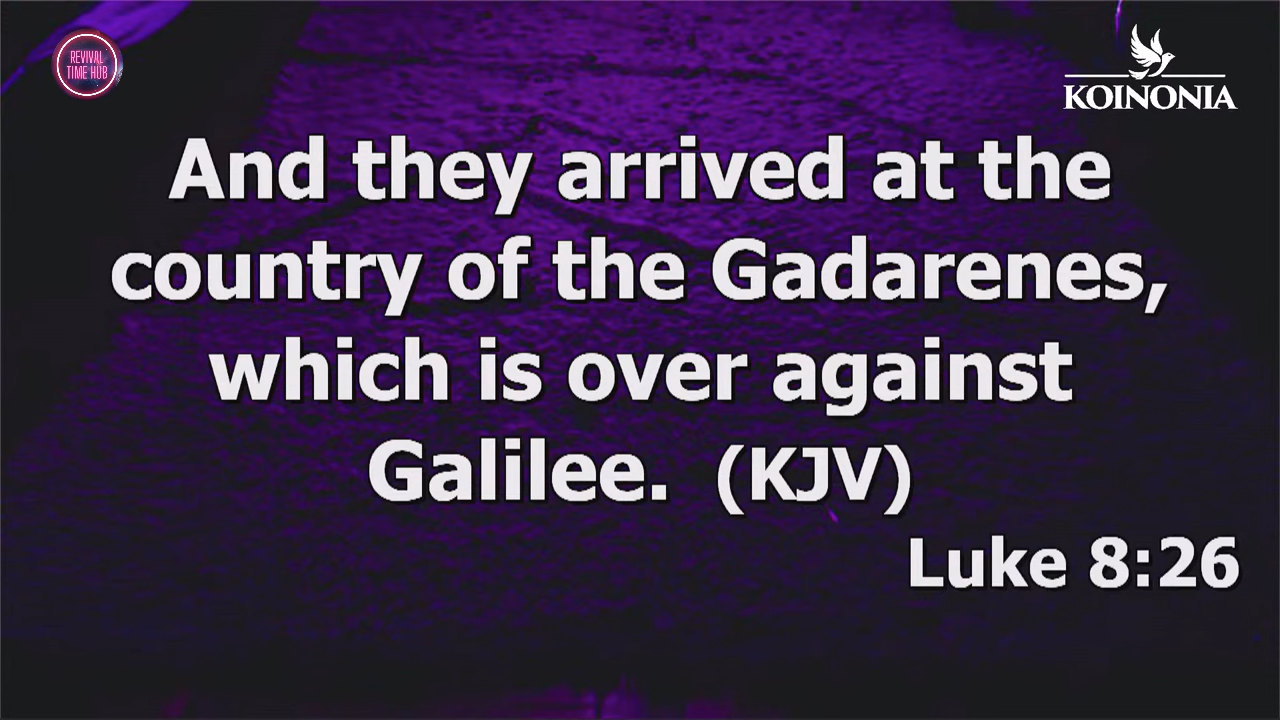 REVIVAL
TIME HUB
KOINONIA
And they arrived at the
country of the Gadarenes,
which is over against
Galilee.  (KJV)
Luke 8:26